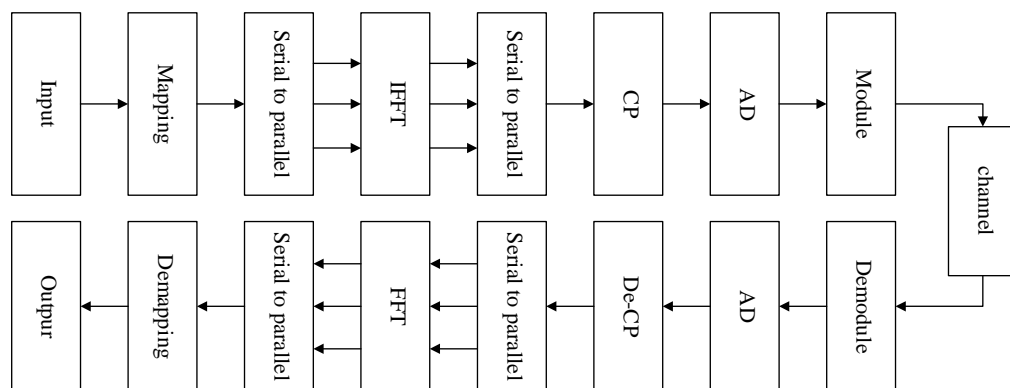 Input
Mapping
Serial to parallel
IFFT
Serial to parallel
CP
AD
Module
channel
Demodule
AD
De-CP
Serial to parallel
FFT
Serial to parallel
Demapping
Outpur